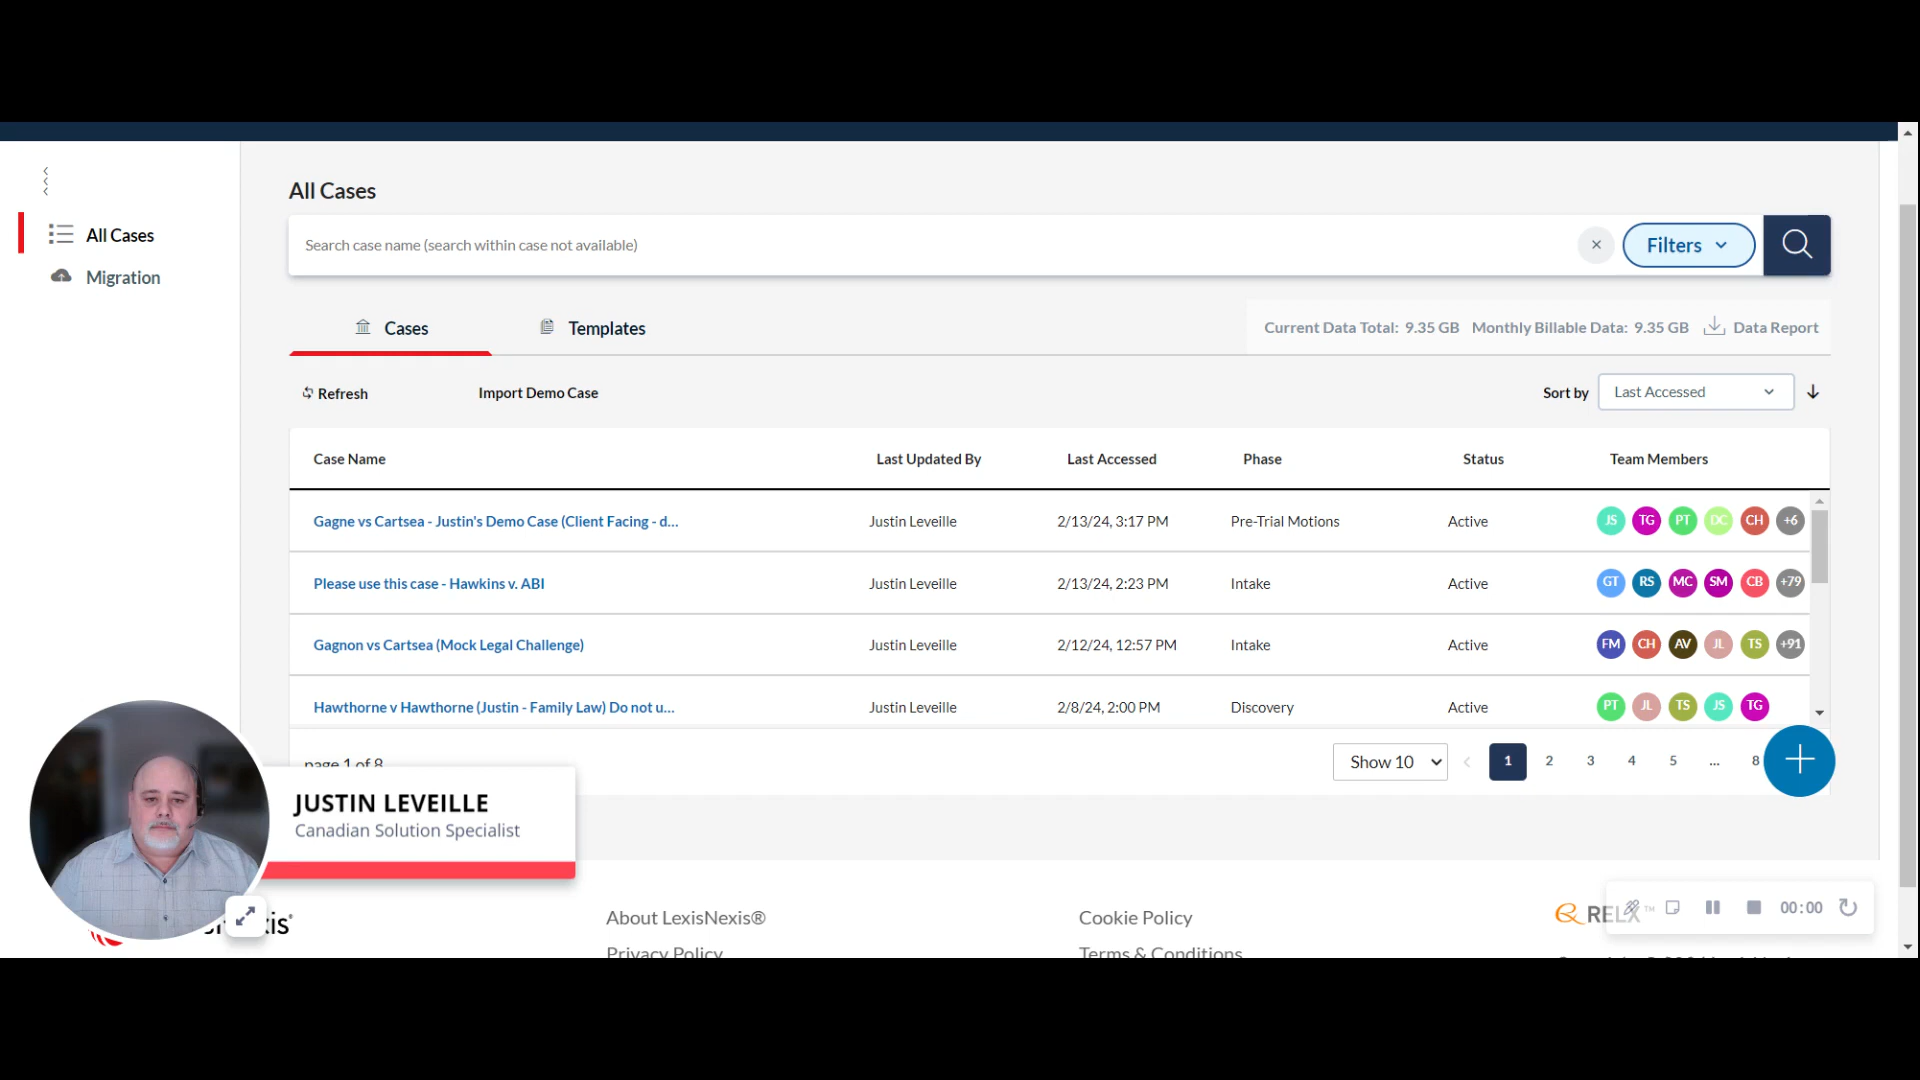 All Cases
All Cases
Search case name (search within case not available)
Filters
Migration
Cases
Templates
Current Data Total: 9.35 GB Monthly Billable Data: 9.35 GB Data Report
Refresh
Import Demo Case
Sort by Last Accessed
Case Name Last Updated By Last Accessed Phase Status Team Members
Gagne vs Cartsea - Justin's Demo Case (Client Facing - d... Justin Leveille 2/13/24, 3:17 PM Pre-Trial Motions Active JS TG PT DC CH +6
Please use this case - Hawkins v. ABI Justin Leveille 2/13/24, 2:23 PM Intake Active GT RS MC SM CB +79
Gagnon vs Cartsea (Mock Legal Challenge) Justin Leveille 2/12/24, 12:57 PM Intake Active FM CH AV JL TS +91
Hawthorne v Hawthorne (Justin - Family Law) Do not u... Justin Leveille 2/8/24, 2:00 PM Discovery Active PT JL TS JS TG
page 1 of 8
Show 10 1 2 3 4 5 ... 8
JUSTIN LEVEILLE
Canadian Solution Specialist
About LexisNexis®
Cookie Policy
RELX™
00:00
Privacy Policy
Terms & Conditions